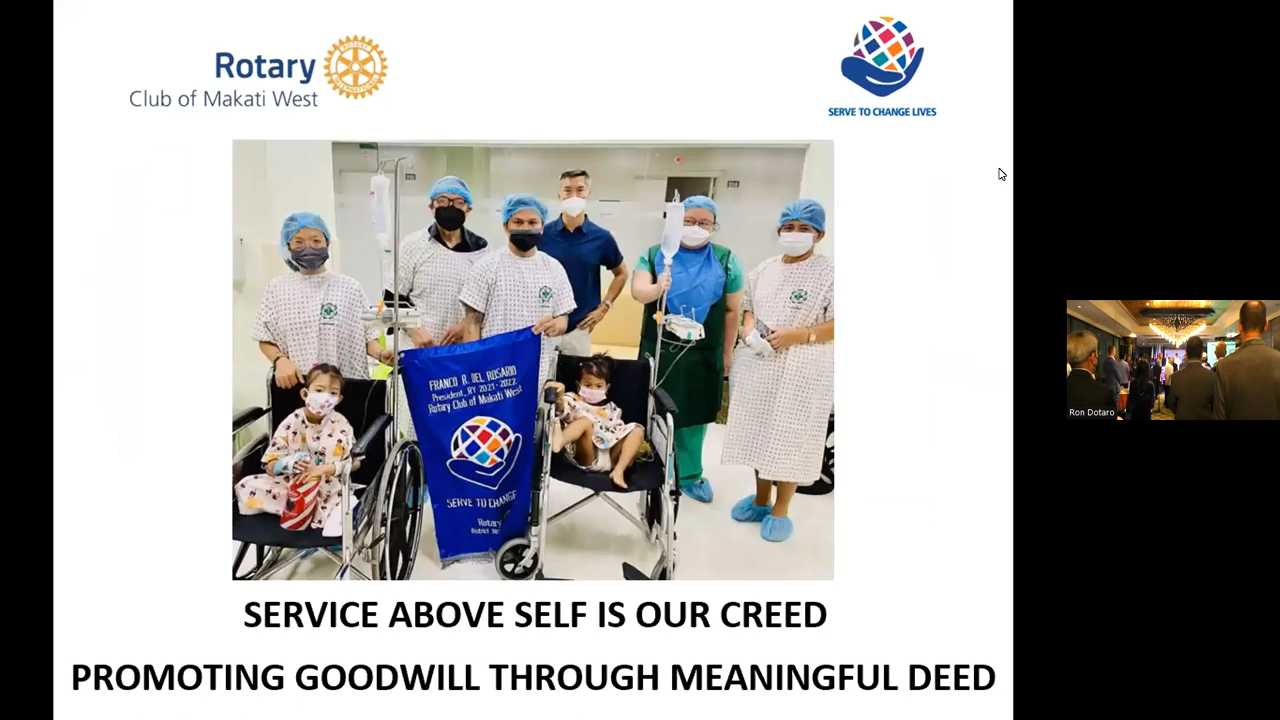 Rotary
Club of Makati West
SERVE TO CHANGE LIVES
FRANCO R. DEL ROSARIO
President, RY 2021-2022
Rotary Club of Makati West
SERVE TO CHANGE
Rotary
District
Ron Dotaro
SERVICE ABOVE SELF IS OUR CREED
PROMOTING GOODWILL THROUGH MEANINGFUL DEED